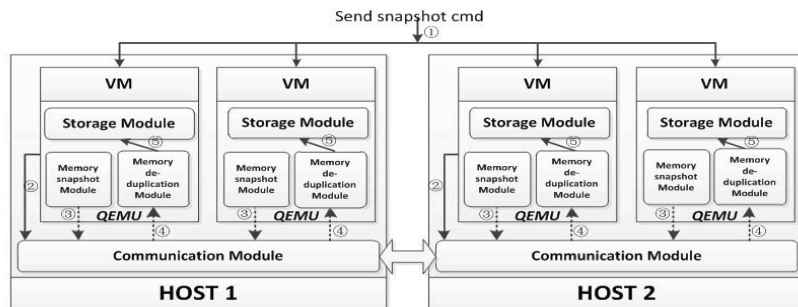 Send snapshot cmd
①
VM
VM
VM
VM
Storage Module
Storage Module
Storage Module
Storage Module
⑤
⑤
⑤
⑤
②
Memory snapshot Module
Memory de-duplication Module
Memory snapshot Module
Memory de-duplication Module
②
Memory snapshot Module
Memory de-duplication Module
Memory snapshot Module
Memory de-duplication Module
③
QEMU
④
③
QEMU
④
③
QEMU
④
③
QEMU
④
Communication Module
Communication Module
HOST 1
HOST 2